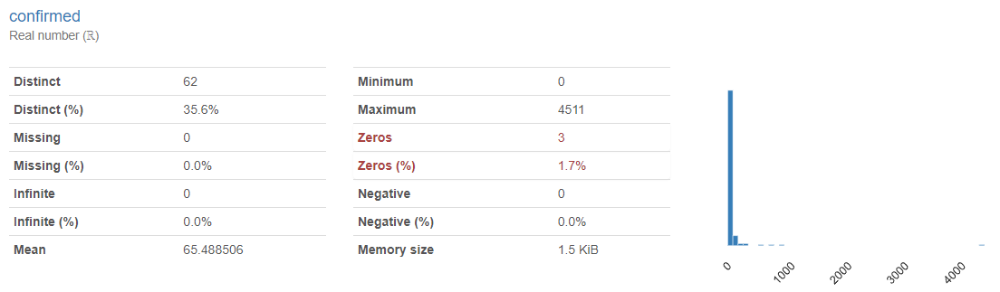 confirmed
Real number (ℝ)
Distinct 62
Distinct (%) 35.6%
Missing 0
Missing (%) 0.0%
Infinite 0
Infinite (%) 0.0%
Mean 65.488506
Minimum 0
Maximum 4511
Zeros 3
Zeros (%) 1.7%
Negative 0
Negative (%) 0.0%
Memory size 1.5 KiB
0
1000
2000
3000
4000